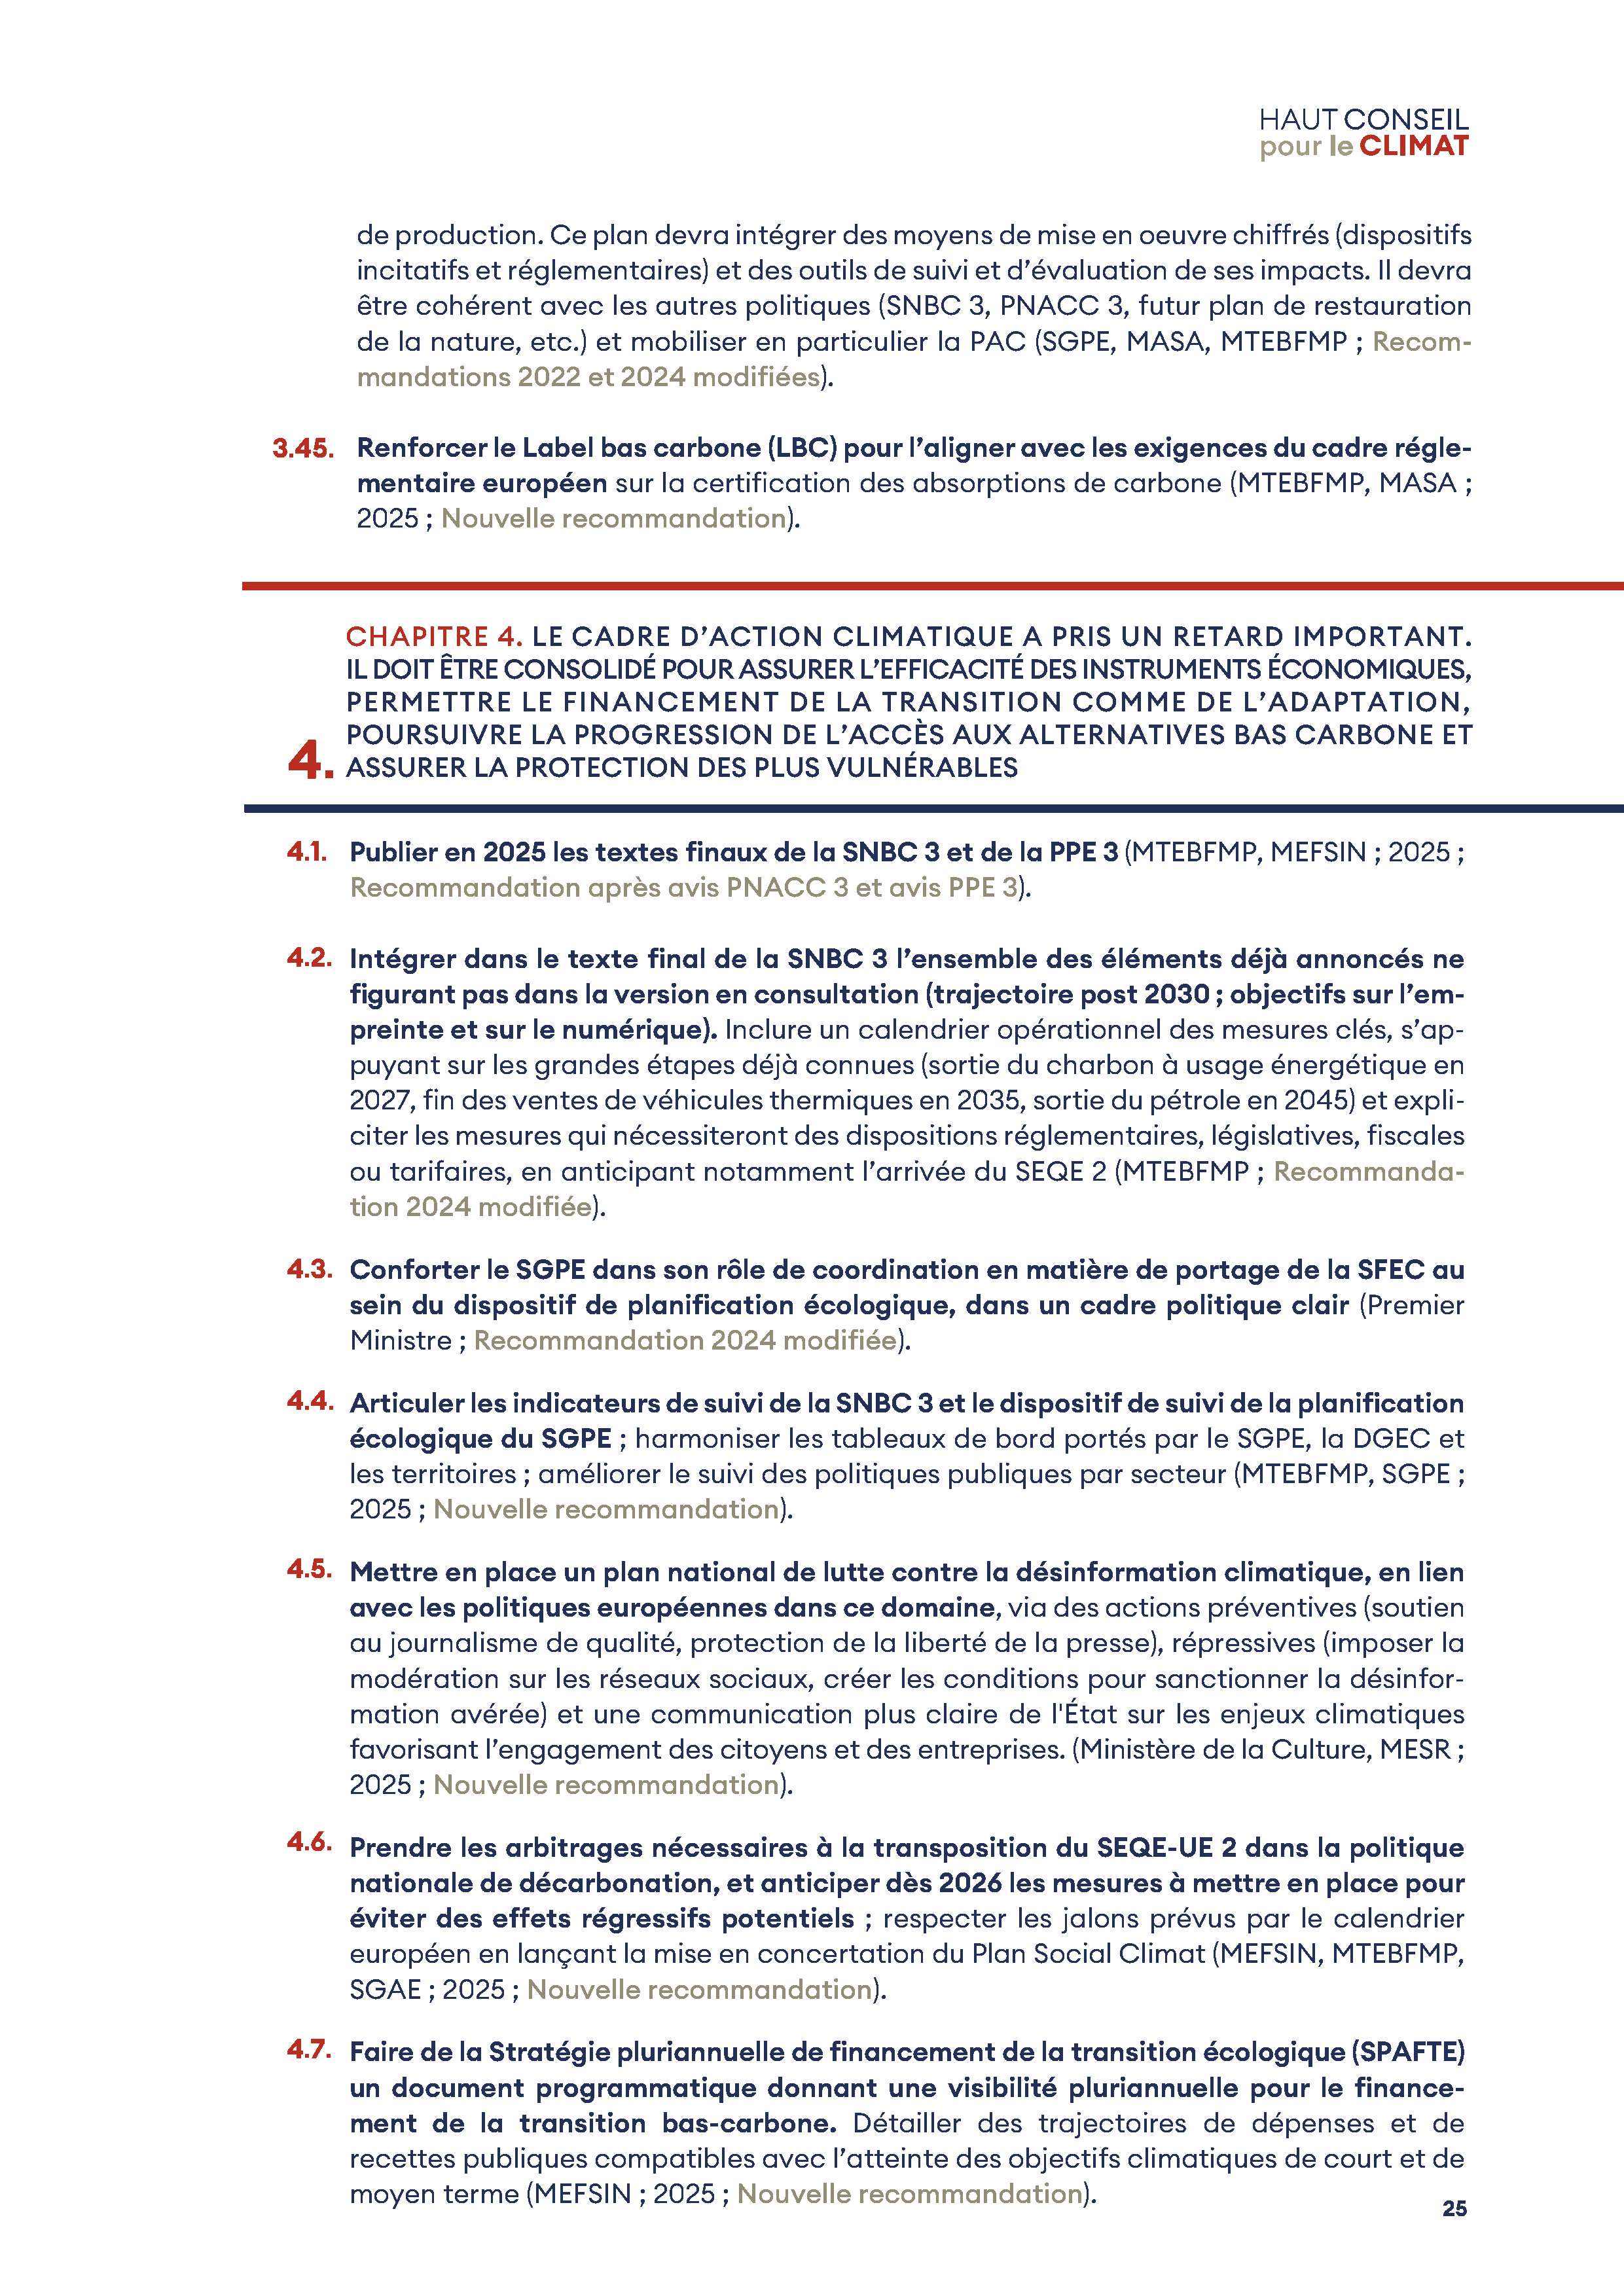 HAUT CONSEIL
pour le CLIMAT
de production. Ce plan devra intégrer des moyens de mise en oeuvre chiffrés (dispositifs
incitatifs et réglementaires) et des outils de suivi et d’évaluation de ses impacts. Il devra
être cohérent avec les autres politiques (SNBC 3, PNACC 3, futur plan de restauration
de la nature, etc.) et mobiliser en particulier la PAC (SGPE, MASA, MTEBFMP ; Recom-
mandations 2022 et 2024 modifiées).
3.45. Renforcer le Label bas carbone (LBC) pour l’aligner avec les exigences du cadre régle-
mentaire européen sur la certification des absorptions de carbone (MTEBFMP, MASA ;
2025 ; Nouvelle recommandation).
CHAPITRE 4. LE CADRE D’ACTION CLIMATIQUE A PRIS UN RETARD IMPORTANT.
IL DOIT ÊTRE CONSOLIDÉ POUR ASSURER L’EFFICACITÉ DES INSTRUMENTS ÉCONOMIQUES,
PERMETTRE LE FINANCEMENT DE LA TRANSITION COMME DE L’ADAPTATION,
POURSUIVRE LA PROGRESSION DE L’ACCÈS AUX ALTERNATIVES BAS CARBONE ET
4. ASSURER LA PROTECTION DES PLUS VULNÉRABLES
4.1. Publier en 2025 les textes finaux de la SNBC 3 et de la PPE 3 (MTEBFMP, MEFSIN ; 2025 ;
Recommandation après avis PNACC 3 et avis PPE 3).
4.2. Intégrer dans le texte final de la SNBC 3 l’ensemble des éléments déjà annoncés ne
figurant pas dans la version en consultation (trajectoire post 2030 ; objectifs sur l’em-
preinte et sur le numérique). Inclure un calendrier opérationnel des mesures clés, s’ap-
puyant sur les grandes étapes déjà connues (sortie du charbon à usage énergétique en
2027, fin des ventes de véhicules thermiques en 2035, sortie du pétrole en 2045) et expli-
citer les mesures qui nécessiteront des dispositions réglementaires, législatives, fiscales
ou tarifaires, en anticipant notamment l’arrivée du SEQE 2 (MTEBFMP ; Recommanda-
tion 2024 modifiée).
4.3. Conforter le SGPE dans son rôle de coordination en matière de portage de la SFEC au
sein du dispositif de planification écologique, dans un cadre politique clair (Premier
Ministre ; Recommandation 2024 modifiée).
4.4. Articuler les indicateurs de suivi de la SNBC 3 et le dispositif de suivi de la planification
écologique du SGPE ; harmoniser les tableaux de bord portés par le SGPE, la DGEC et
les territoires ; améliorer le suivi des politiques publiques par secteur (MTEBFMP, SGPE ;
2025 ; Nouvelle recommandation).
4.5. Mettre en place un plan national de lutte contre la désinformation climatique, en lien
avec les politiques européennes dans ce domaine, via des actions préventives (soutien
au journalisme de qualité, protection de la liberté de la presse), répressives (imposer la
modération sur les réseaux sociaux, créer les conditions pour sanctionner la désinfor-
mation avérée) et une communication plus claire de l'État sur les enjeux climatiques
favorisant l’engagement des citoyens et des entreprises. (Ministère de la Culture, MESR ;
2025 ; Nouvelle recommandation).
4.6. Prendre les arbitrages nécessaires à la transposition du SEQE-UE 2 dans la politique
nationale de décarbonation, et anticiper dès 2026 les mesures à mettre en place pour
éviter des effets régressifs potentiels ; respecter les jalons prévus par le calendrier
européen en lançant la mise en concertation du Plan Social Climat (MEFSIN, MTEBFMP,
SGAE ; 2025 ; Nouvelle recommandation).
4.7. Faire de la Stratégie pluriannuelle de financement de la transition écologique (SPAFTE)
un document programmatique donnant une visibilité pluriannuelle pour le finance-
ment de la transition bas-carbone. Détailler des trajectoires de dépenses et de
recettes publiques compatibles avec l’atteinte des objectifs climatiques de court et de
moyen terme (MEFSIN ; 2025 ; Nouvelle recommandation).
25